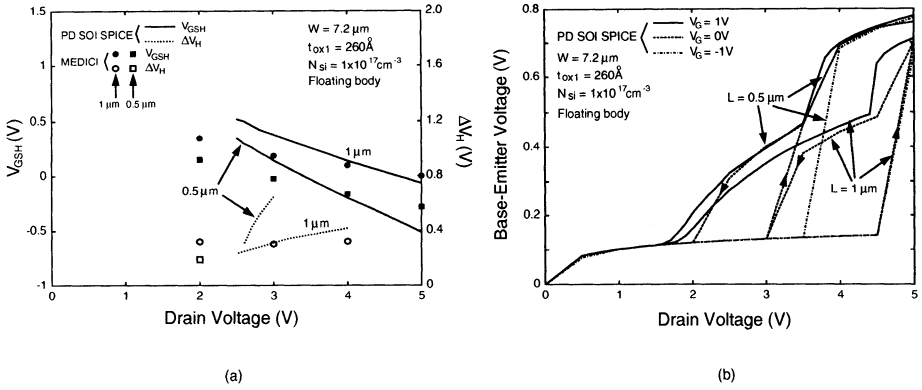 1.5
1
0.5
0
-0.5
-1
V_GSH (V)
PD SOI SPICE { V_GSH
ΔV_H
MEDICI { V_GSH
ΔV_H
1 μm 0.5 μm
W = 7.2 μm
t_ox1 = 260Å
N_si = 1x10^17 cm^-3
Floating body
1 μm
0.5 μm
1 μm
2.0
1.6
1.2
0.8
0.4
0
ΔV_H (V)
0 1 2 3 4 5
Drain Voltage (V)
(a)
0.8
0.6
0.4
0.2
0
Base-Emitter Voltage (V)
PD SOI SPICE { V_G = 1V
V_G = 0V
V_G = -1V
W = 7.2 μm
t_ox1 = 260Å
N_si = 1x10^17 cm^-3
Floating body
L = 0.5 μm
L = 1 μm
0 1 2 3 4 5
Drain Voltage (V)
(b)